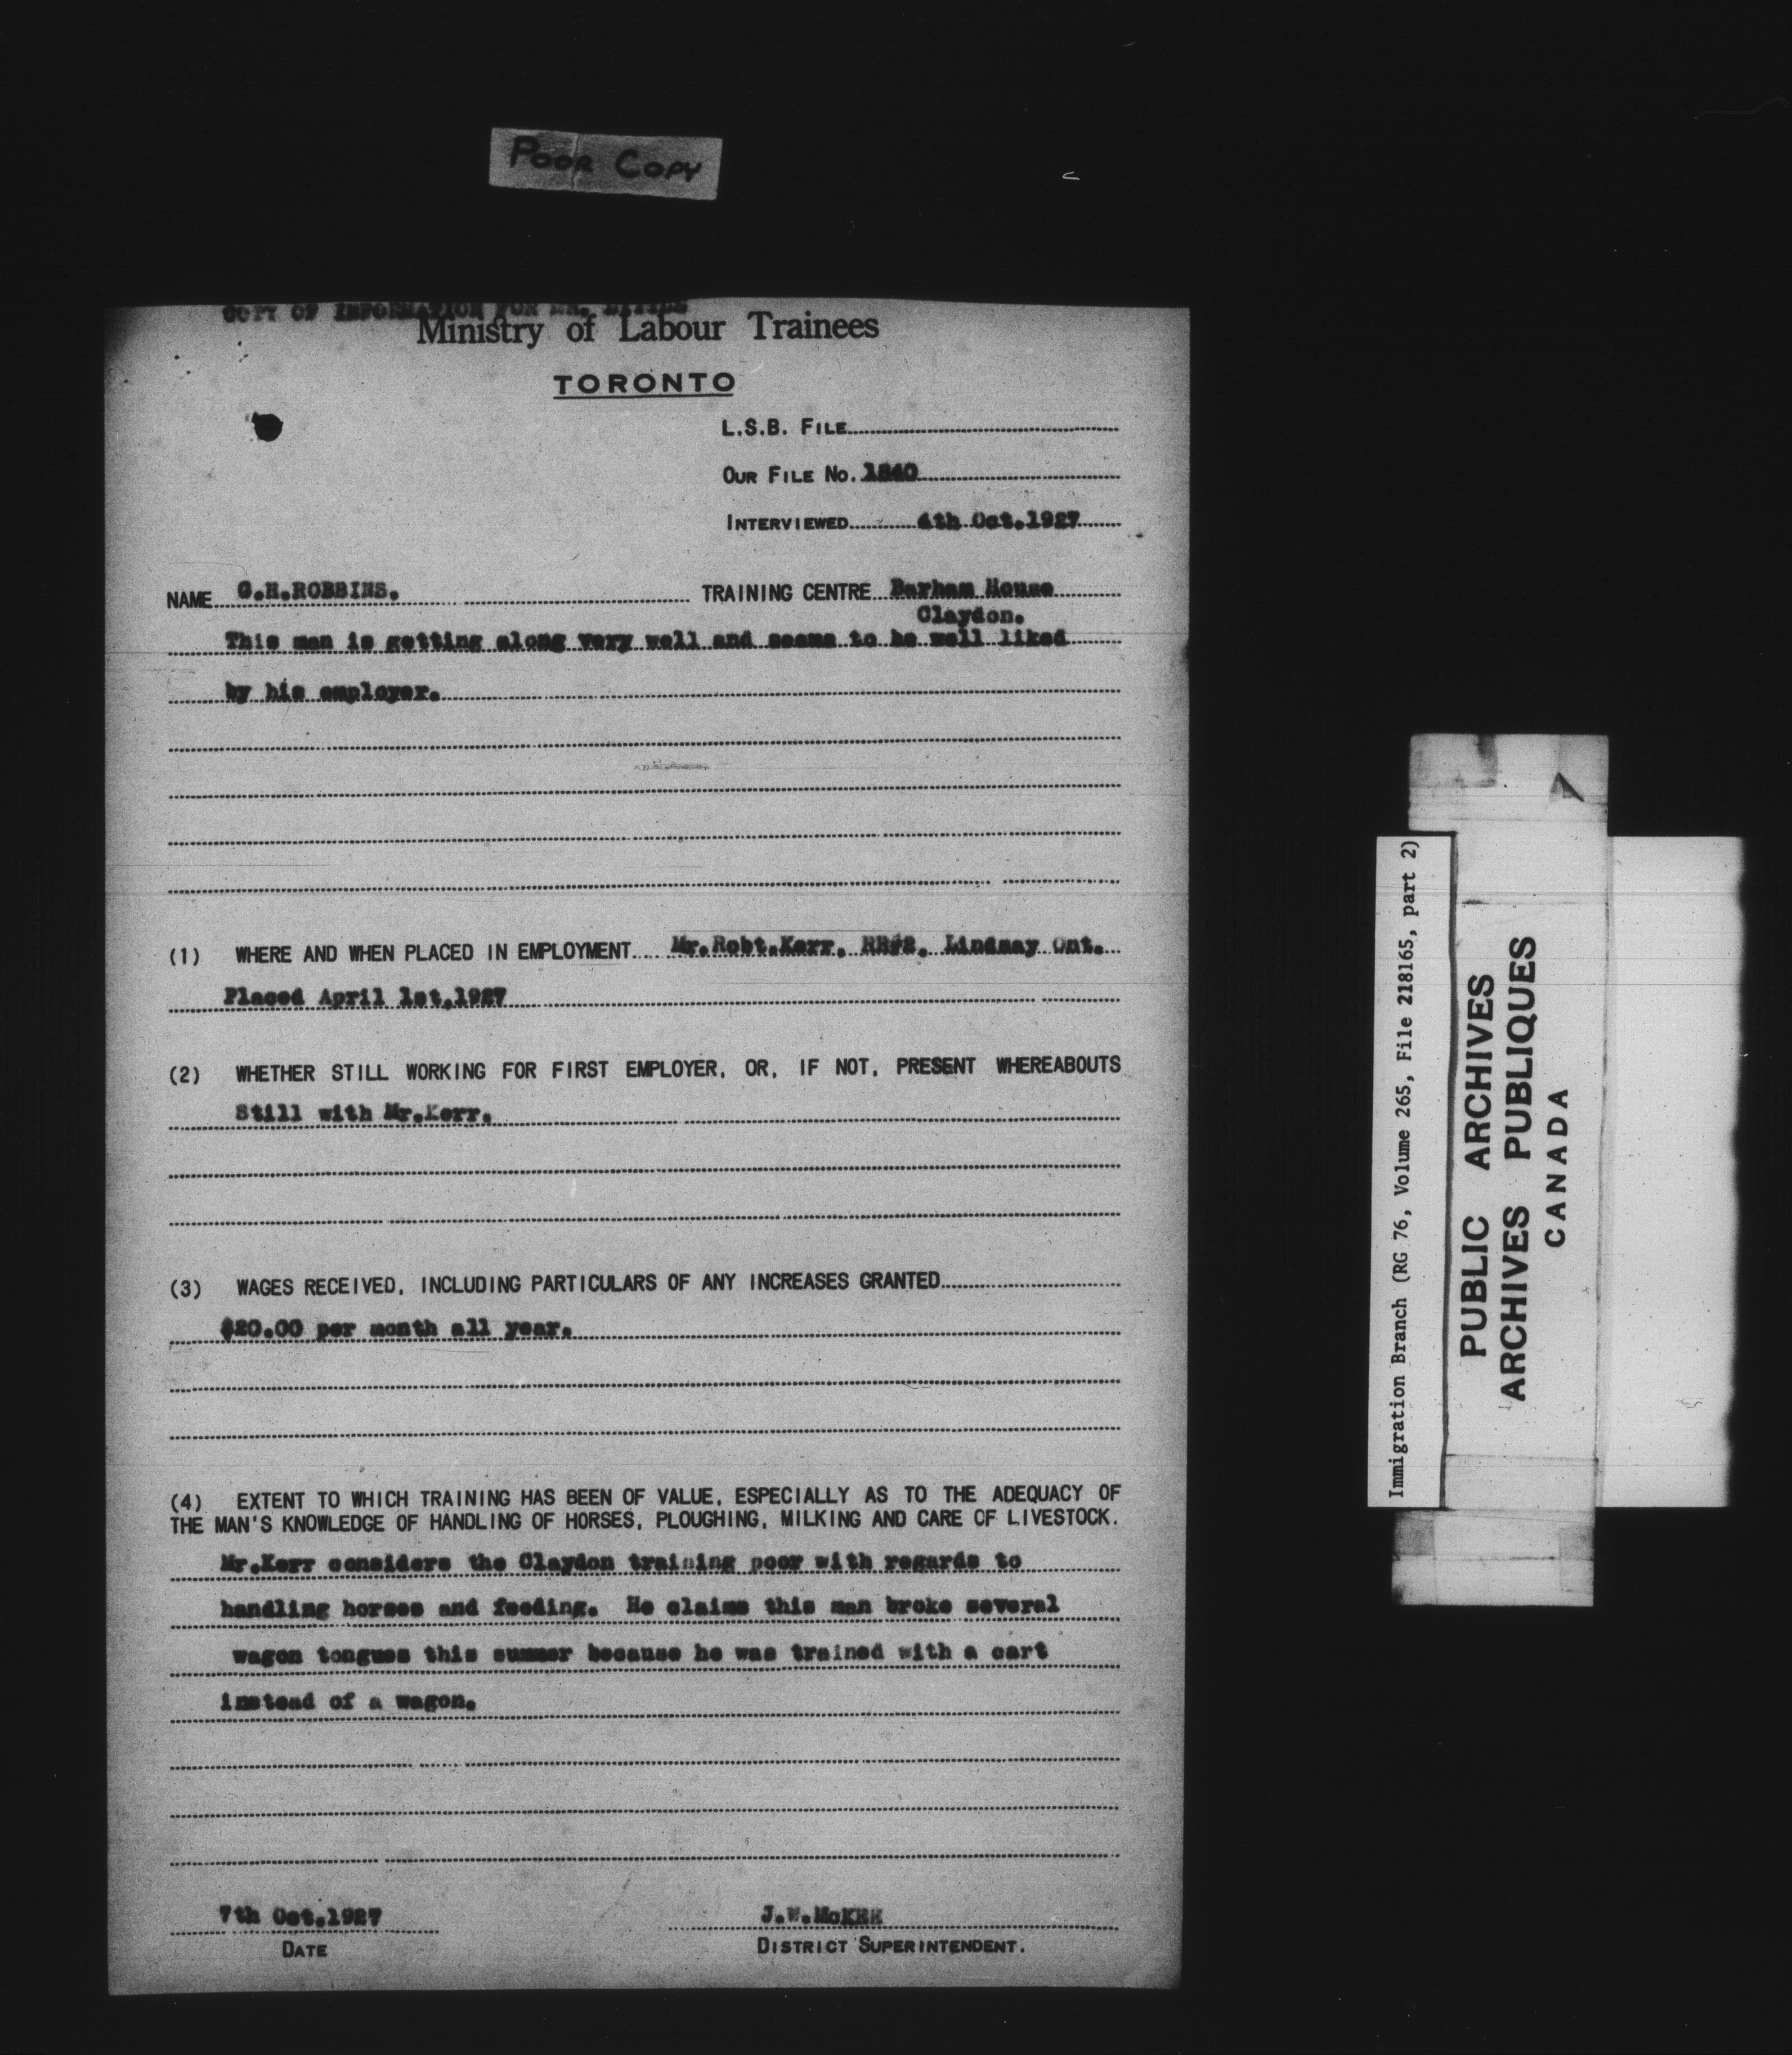 POOR COPY
COPY OF INFORMATION FOR MR.
Ministry of Labour Trainees
TORONTO
L.S.B. FILE
OUR FILE NO. 1840
INTERVIEWED 4th Oct.1927
NAME G.H.ROBBINS. TRAINING CENTRE Barham House
Claydon.
This man is getting along very well and seems to be well liked
by his employer.
(1) WHERE AND WHEN PLACED IN EMPLOYMENT Mr.Robt.Kerr. RR#2. Lindsay Ont.
Placed April 1st,1927
(2) WHETHER STILL WORKING FOR FIRST EMPLOYER, OR, IF NOT, PRESENT WHEREABOUTS
Still with Mr.Kerr.
(3) WAGES RECEIVED, INCLUDING PARTICULARS OF ANY INCREASES GRANTED
$20.00 per month all year.
(4) EXTENT TO WHICH TRAINING HAS BEEN OF VALUE, ESPECIALLY AS TO THE ADEQUACY OF
THE MAN'S KNOWLEDGE OF HANDLING OF HORSES, PLOUGHING, MILKING AND CARE OF LIVESTOCK.
Mr.Kerr considers the Claydon training poor with regards to
handling horses and feeding. He claims this man broke several
wagon tongues this summer because he was trained with a cart
instead of a wagon.
7th Oct.1927 J.W.McKEE
DATE DISTRICT SUPERINTENDENT.
Immigration Branch (RG 76, Volume 265, File 218165, part 2)
PUBLIC ARCHIVES
ARCHIVES PUBLIQUES
CANADA